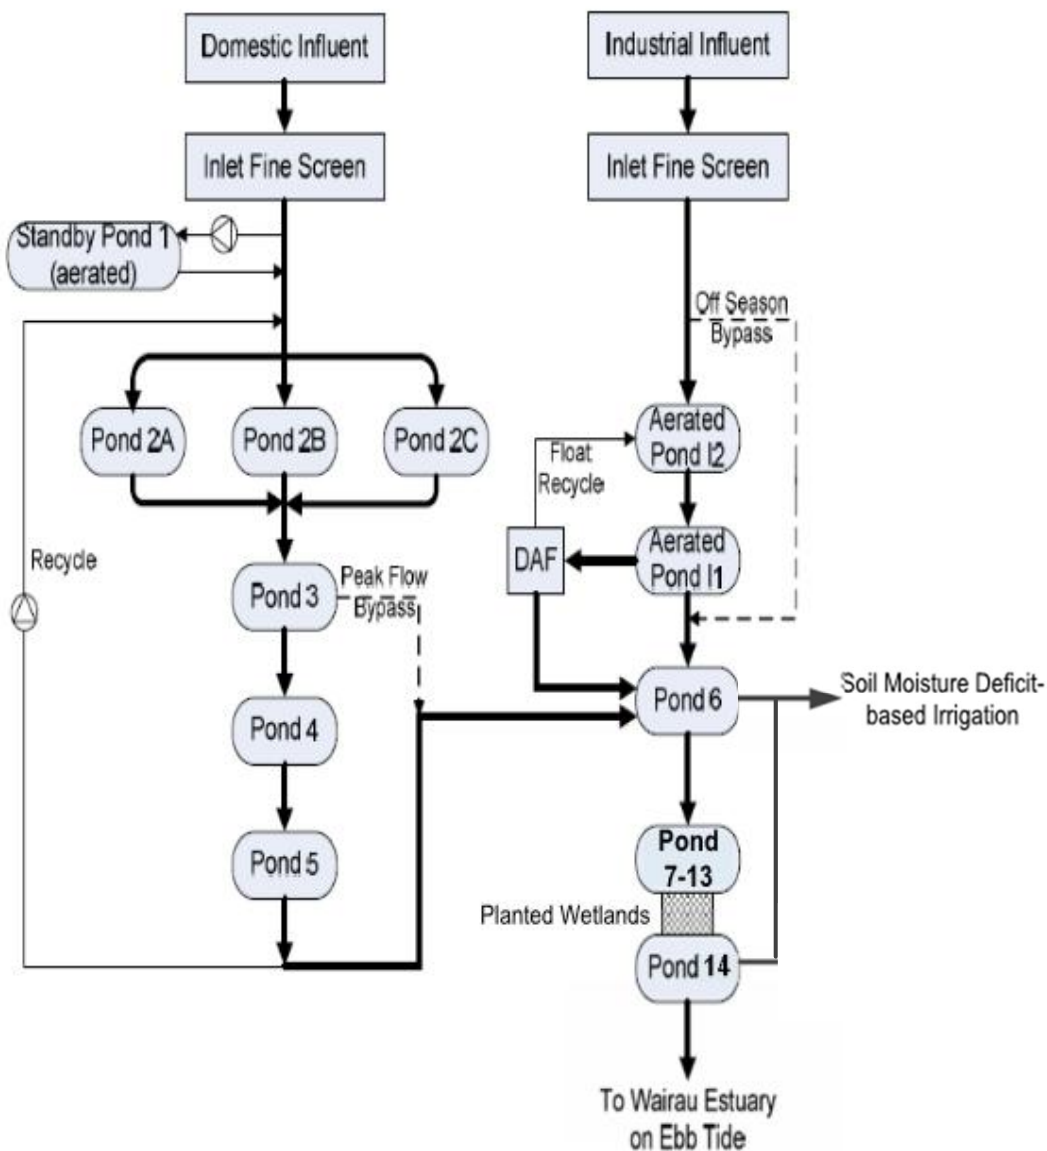 Domestic Influent
Industrial Influent
Inlet Fine Screen
Inlet Fine Screen
Standby Pond 1
(aerated)
Off Season
Bypass
Pond 2A
Pond 2B
Pond 2C
Aerated
Pond I2
Float
Recycle
Recycle
DAF
Aerated
Pond I1
Pond 3
Peak Flow
Bypass
Pond 4
Pond 6
Soil Moisture Deficit-
based Irrigation
Pond 5
Pond
7-13
Planted Wetlands
Pond 14
To Wairau Estuary
on Ebb Tide